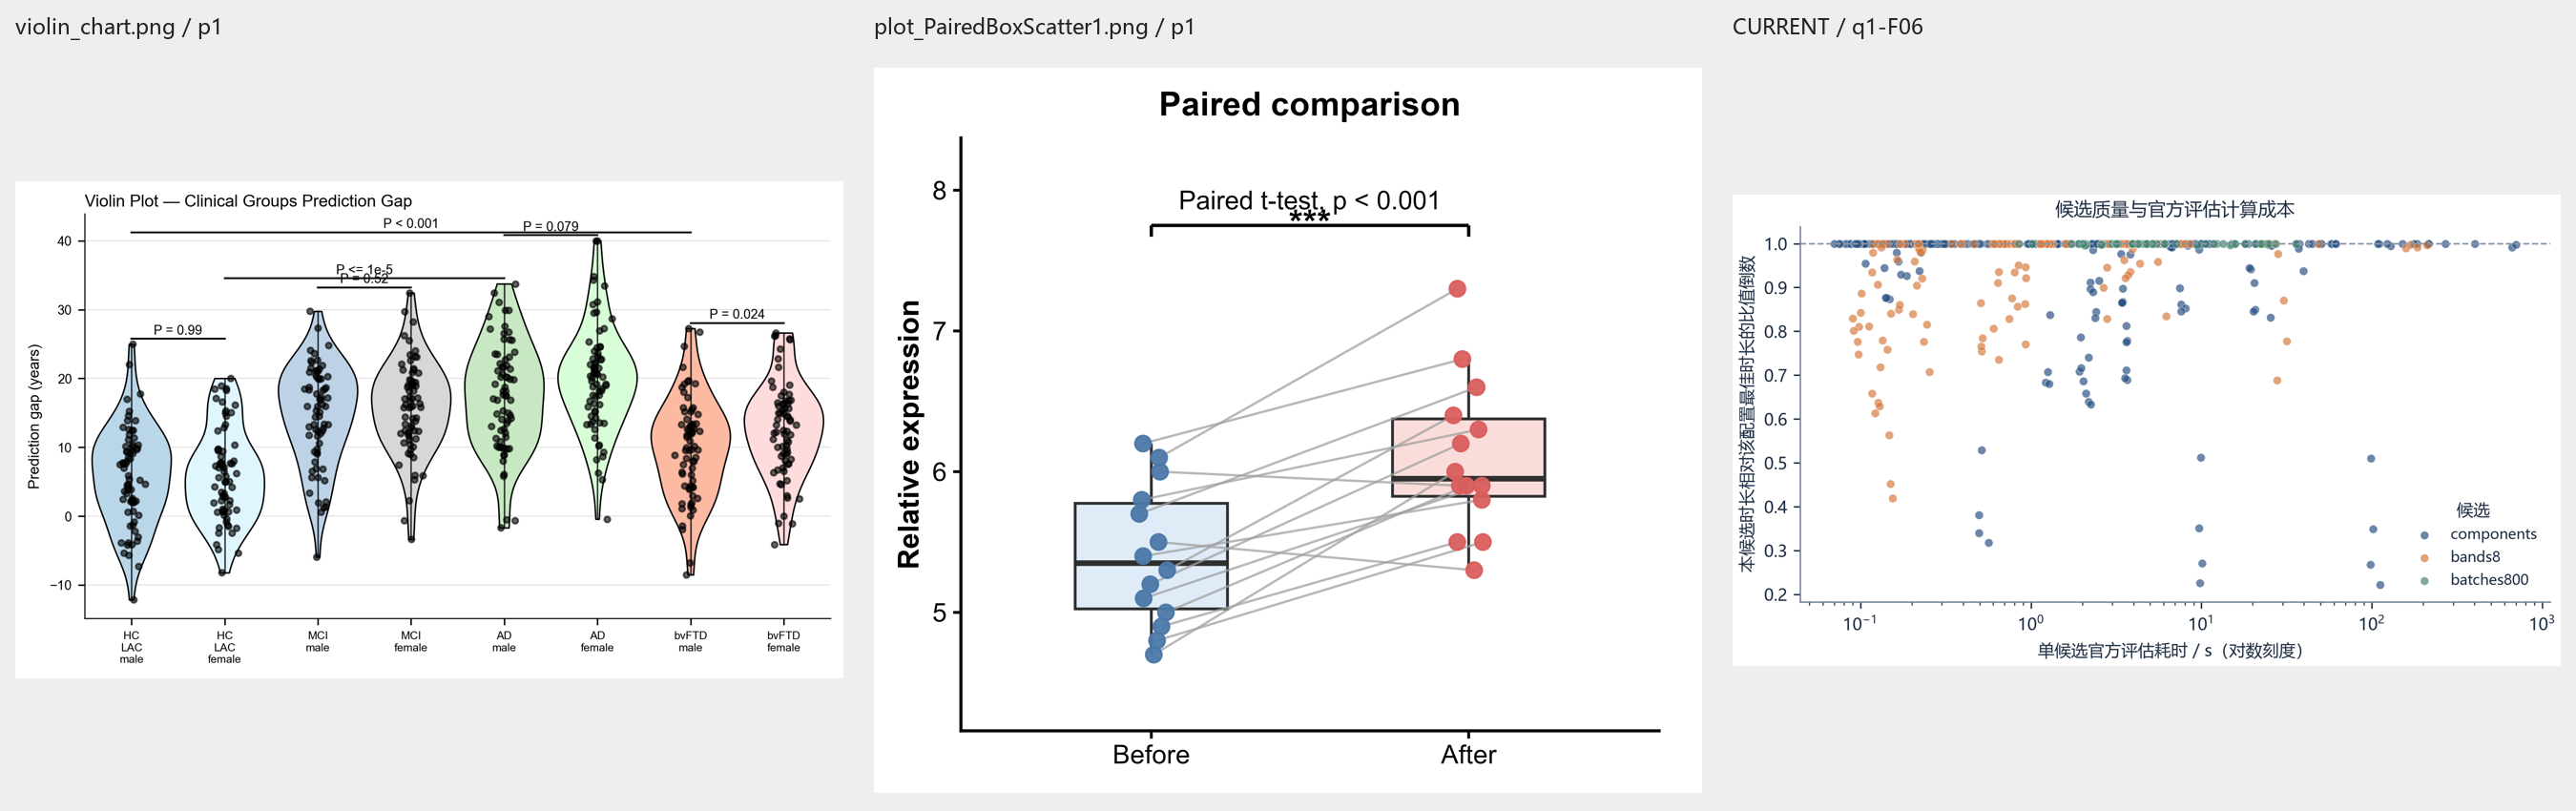 violin_chart.png / p1
Violin Plot — Clinical Groups Prediction Gap
Prediction gap (years)
40
30
20
10
0
−10
P < 0.001
P = 0.079
P <= 1e-5
P = 0.52
P = 0.99
P = 0.024
HC
LAC
male
HC
LAC
female
MCI
male
MCI
female
AD
male
AD
female
bvFTD
male
bvFTD
female
plot_PairedBoxScatter1.png / p1
Paired comparison
Relative expression
8
7
6
5
Paired t-test, p < 0.001
***
Before
After
CURRENT / q1-F06
候选质量与官方评估计算成本
本候选时长相对该配置最佳时长的比值倒数
1.0
0.9
0.8
0.7
0.6
0.5
0.4
0.3
0.2
候选
components
bands8
batches800
10⁻¹
10⁰
10¹
10²
10³
单候选官方评估耗时 / s（对数刻度）